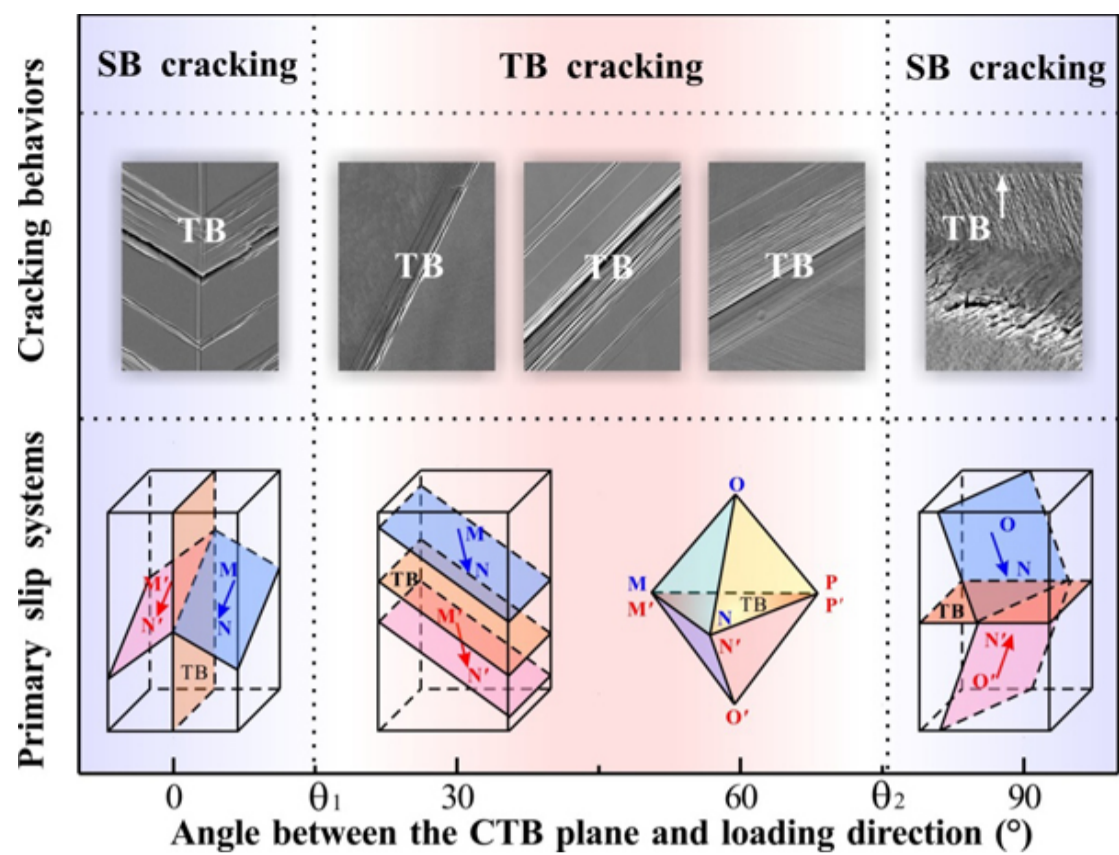 SB cracking
TB cracking
SB cracking
Cracking behaviors
TB
TB
TB
TB
TB
Primary slip systems
M
M′
N′
N
TB
M
N
TB
M′
N′
O
M
M′
P
P′
TB
N
N′
O′
O
N
TB
N′
O′
0
θ1
30
60
θ2
90
Angle between the CTB plane and loading direction (°)